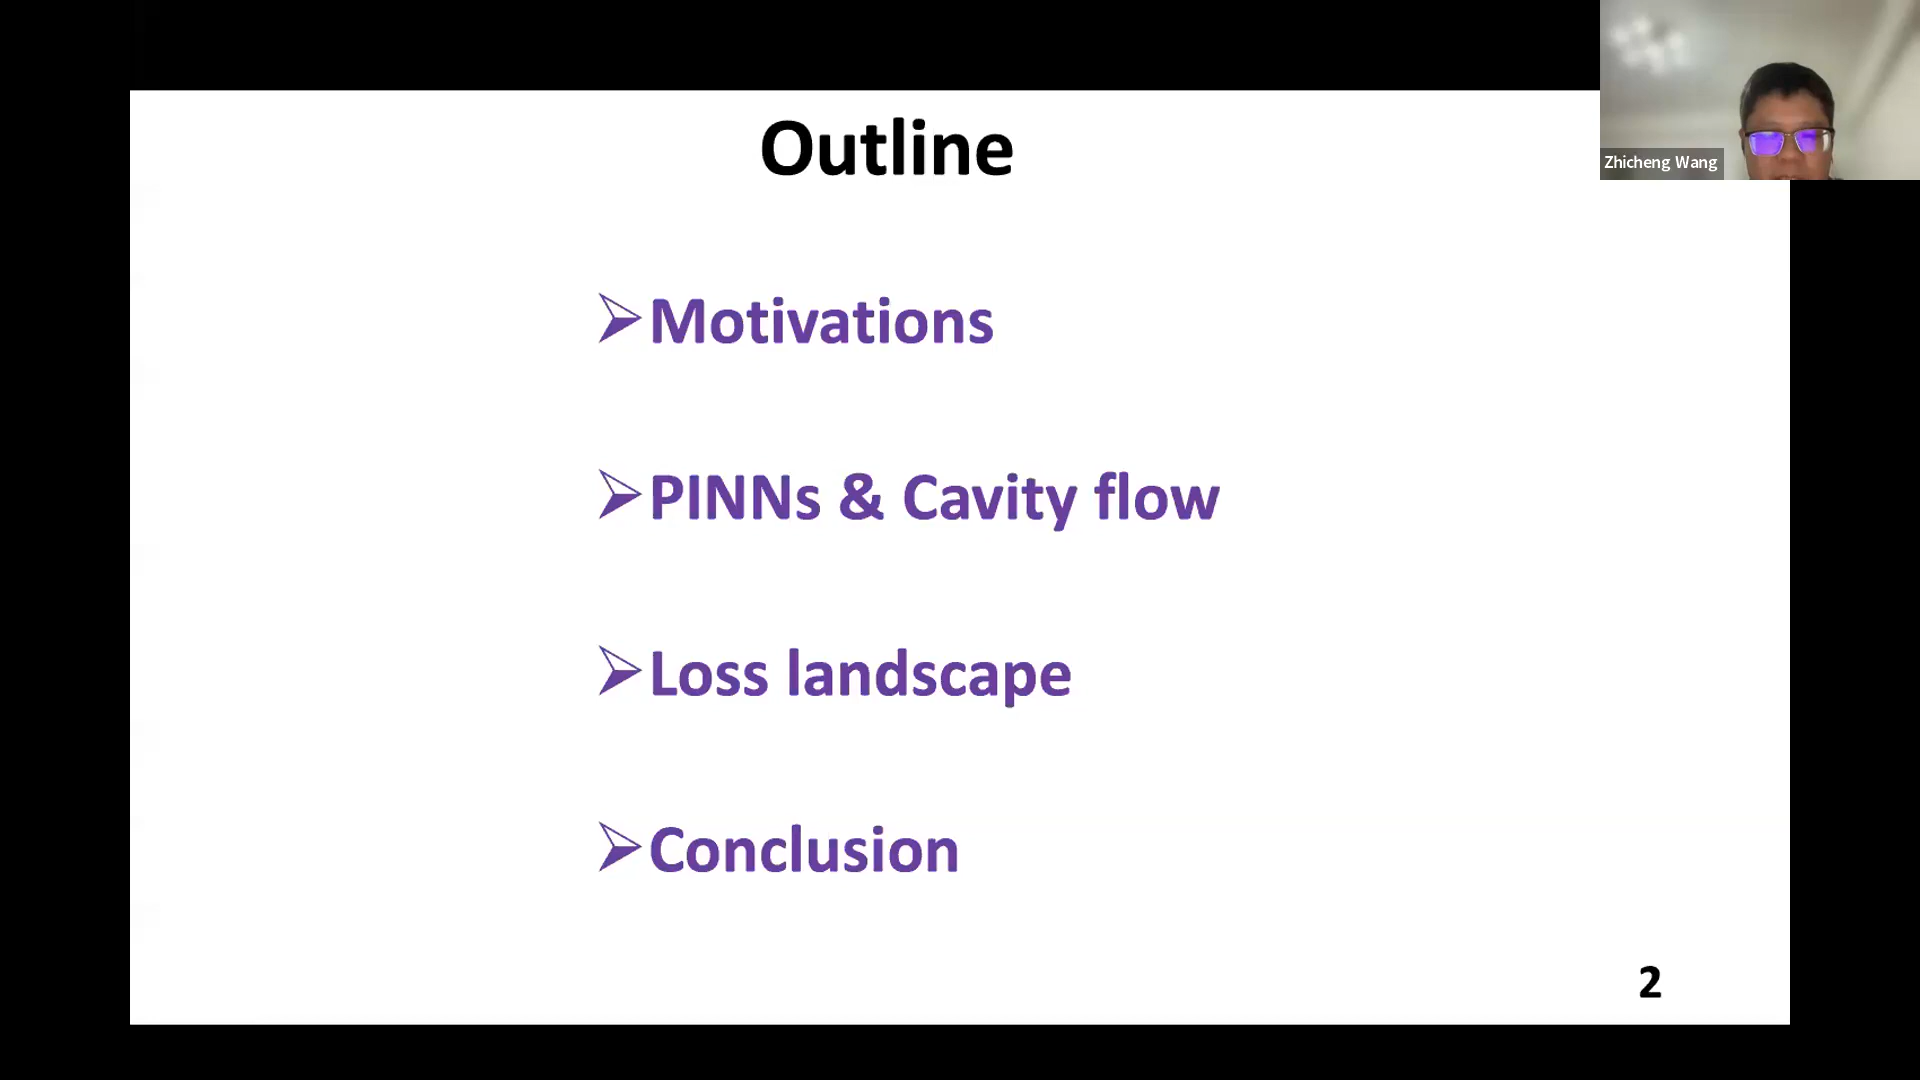 Outline
Zhicheng Wang
Motivations
PINNs & Cavity flow
Loss landscape
Conclusion
2